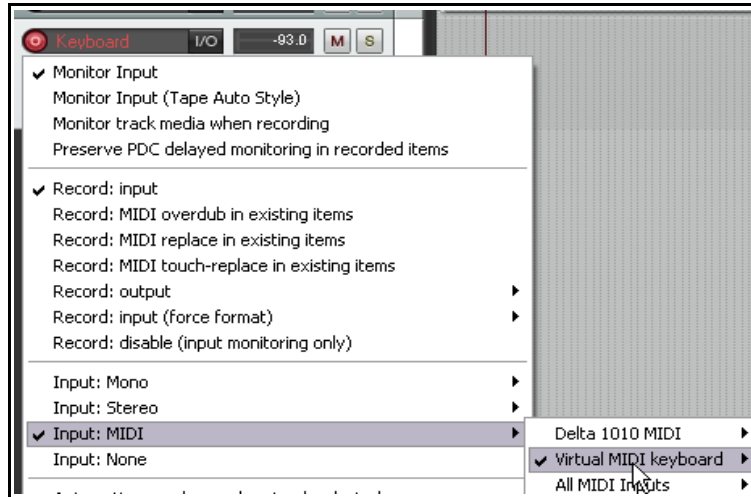 Keyboard I/O -93.0 M S
Monitor Input
Monitor Input (Tape Auto Style)
Monitor track media when recording
Preserve PDC delayed monitoring in recorded items
Record: input
Record: MIDI overdub in existing items
Record: MIDI replace in existing items
Record: MIDI touch-replace in existing items
Record: output
Record: input (force format)
Record: disable (input monitoring only)
Input: Mono
Input: Stereo
Input: MIDI
Input: None
Delta 1010 MIDI
Virtual MIDI keyboard
All MIDI Inputs